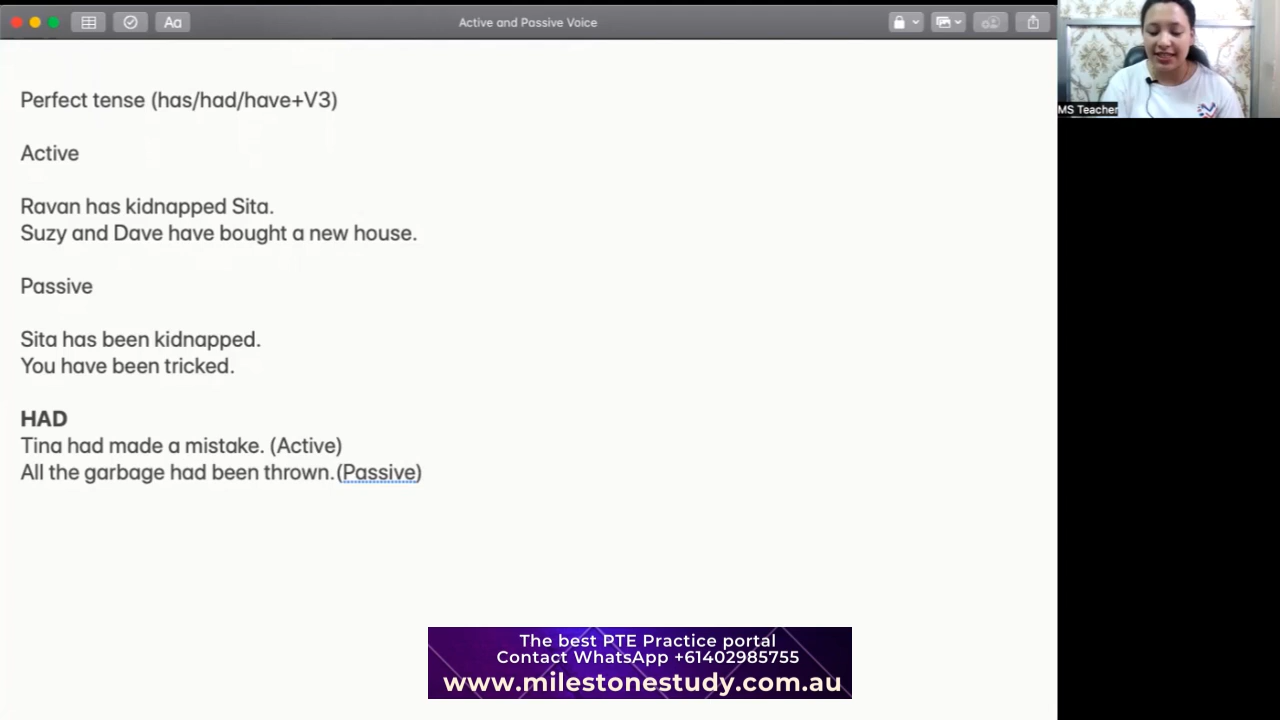 Aa
Active and Passive Voice
MS Teacher
Perfect tense (has/had/have+V3)
Active
Ravan has kidnapped Sita.
Suzy and Dave have bought a new house.
Passive
Sita has been kidnapped.
You have been tricked.
HAD
Tina had made a mistake. (Active)
All the garbage had been thrown.(Passive)
The best PTE Practice portal
Contact WhatsApp +61402985755
www.milestonestudy.com.au